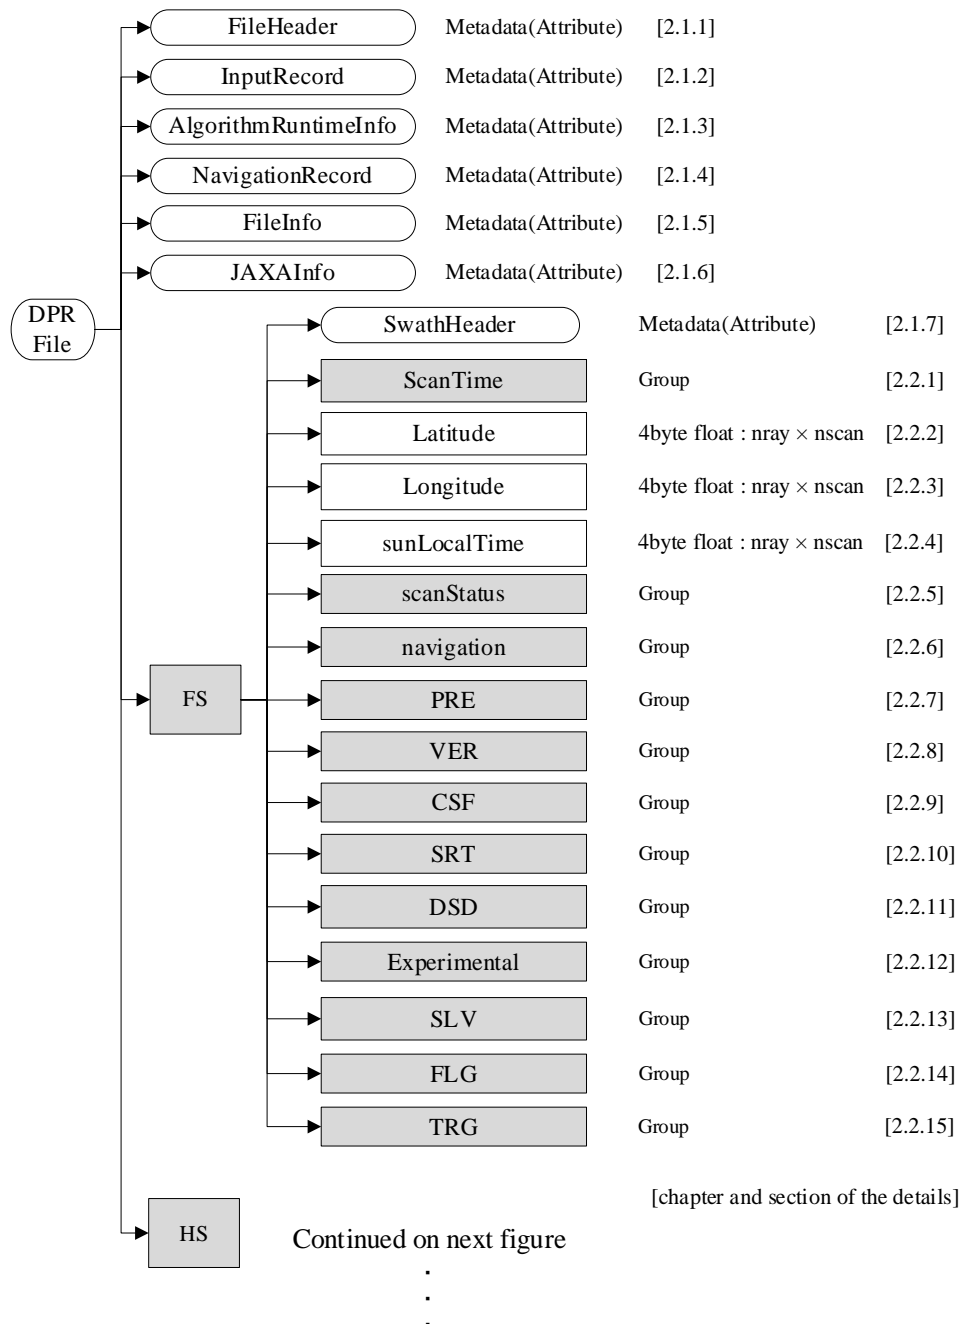 FileHeader Metadata(Attribute) [2.1.1]
InputRecord Metadata(Attribute) [2.1.2]
AlgorithmRuntimeInfo Metadata(Attribute) [2.1.3]
NavigationRecord Metadata(Attribute) [2.1.4]
FileInfo Metadata(Attribute) [2.1.5]
JAXAInfo Metadata(Attribute) [2.1.6]
DPR
File
SwathHeader Metadata(Attribute) [2.1.7]
ScanTime Group [2.2.1]
Latitude 4byte float : nray × nscan [2.2.2]
Longitude 4byte float : nray × nscan [2.2.3]
sunLocalTime 4byte float : nray × nscan [2.2.4]
scanStatus Group [2.2.5]
navigation Group [2.2.6]
FS
PRE Group [2.2.7]
VER Group [2.2.8]
CSF Group [2.2.9]
SRT Group [2.2.10]
DSD Group [2.2.11]
Experimental Group [2.2.12]
SLV Group [2.2.13]
FLG Group [2.2.14]
TRG Group [2.2.15]
[chapter and section of the details]
HS
Continued on next figure
.
.
.